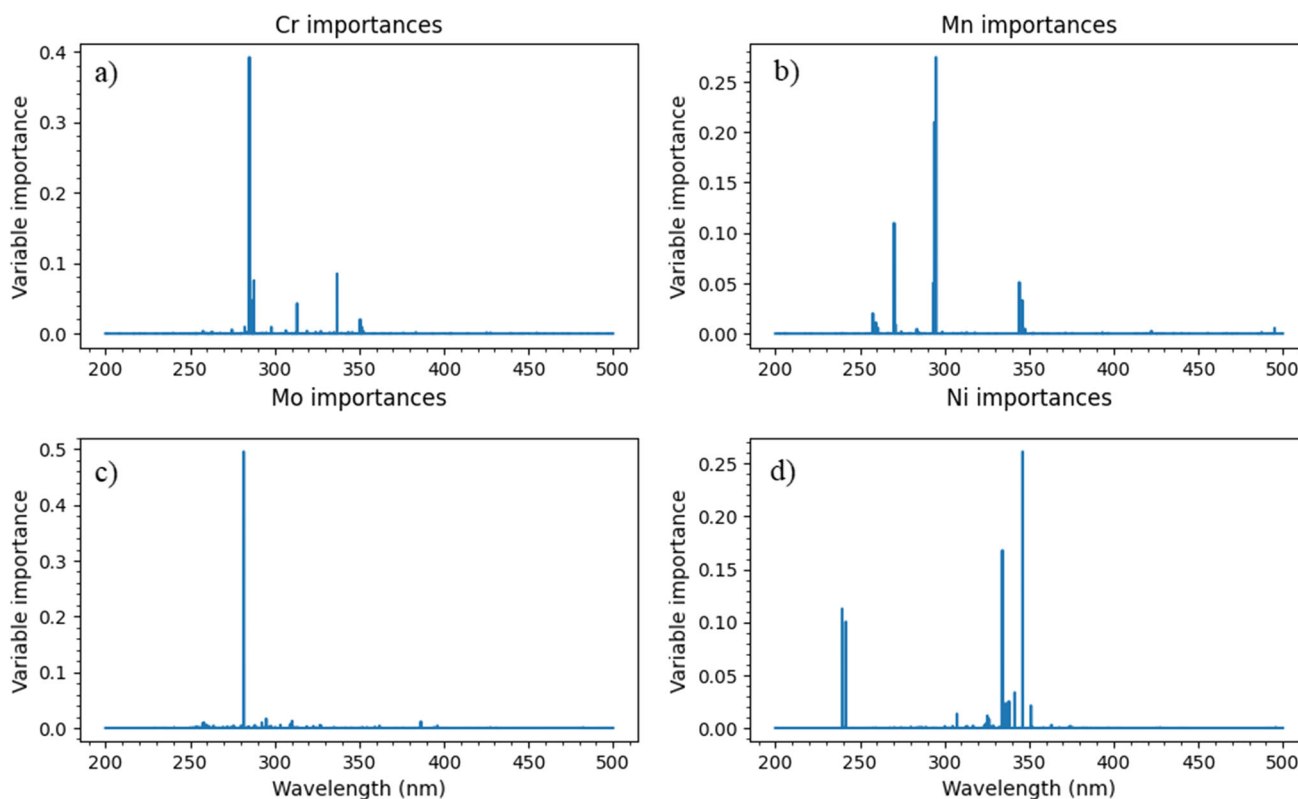 Cr importances
a)
Variable importance
0.4
0.3
0.2
0.1
0.0
200 250 300 350 400 450 500
Mn importances
b)
Variable importance
0.25
0.20
0.15
0.10
0.05
0.00
200 250 300 350 400 450 500
Mo importances
c)
Variable importance
0.5
0.4
0.3
0.2
0.1
0.0
200 250 300 350 400 450 500
Wavelength (nm)
Ni importances
d)
Variable importance
0.25
0.20
0.15
0.10
0.05
0.00
200 250 300 350 400 450 500
Wavelength (nm)